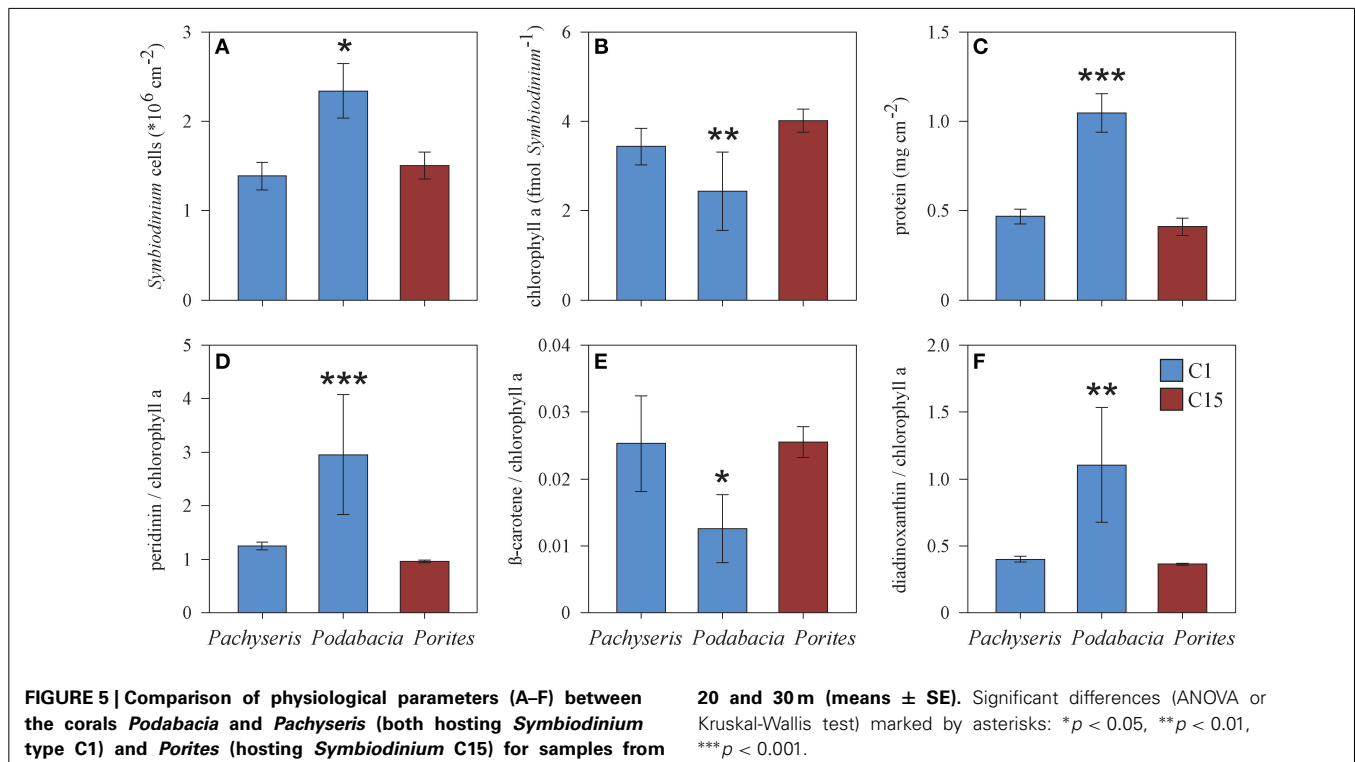 A
*
Symbiodinium cells (*10⁶ cm⁻²)
3
2
1
0
B
**
chlorophyll a (fmol Symbiodinium⁻¹)
6
4
2
0
C
***
protein (mg cm⁻²)
1.5
1.0
0.5
0
D
***
peridinin / chlorophyll a
5
4
3
2
1
0
Pachyseris Podabacia Porites
E
*
ß-carotene / chlorophyll a
0.04
0.03
0.02
0.01
0
Pachyseris Podabacia Porites
F
**
C1
C15
diadinoxanthin / chlorophyll a
2.0
1.5
1.0
0.5
0
Pachyseris Podabacia Porites
FIGURE 5 | Comparison of physiological parameters (A–F) between
the corals Podabacia and Pachyseris (both hosting Symbiodinium
type C1) and Porites (hosting Symbiodinium C15) for samples from
20 and 30 m (means ± SE). Significant differences (ANOVA or
Kruskal-Wallis test) marked by asterisks: *p < 0.05, **p < 0.01,
***p < 0.001.